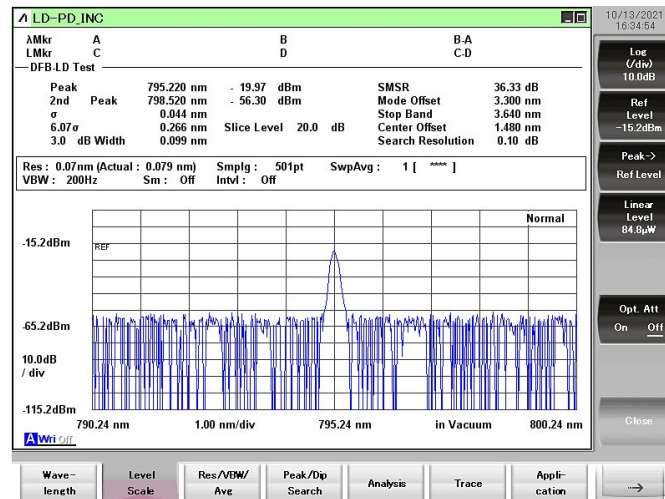 LD-PD_INC
10/13/2021
16:34:54
λMkr A B B-A
LMkr C D C-D
DFB-LD Test
Peak 795.220 nm - 19.97 dBm SMSR 36.33 dB
2nd Peak 798.520 nm - 56.30 dBm Mode Offset 3.300 nm
σ 0.044 nm Stop Band 3.640 nm
6.07σ 0.266 nm Slice Level 20.0 dB Center Offset 1.480 nm
3.0 dB Width 0.099 nm Search Resolution 0.10 dB
Res : 0.07nm (Actual : 0.079 nm) Smplg : 501pt SwpAvg : 1 [ **** ]
VBW : 200Hz Sm : Off Intvl : Off
Normal
-15.2dBm
REF
-65.2dBm
10.0dB
/ div
-115.2dBm
790.24 nm 1.00 nm/div 795.24 nm in Vacuum 800.24 nm
A Wri Off
Log
(/div)
10.0dB
Ref
Level
-15.2dBm
Peak->
Ref Level
Linear
Level
84.8μW
Opt. Att
On Off
Close
Wave-
length
Level
Scale
Res/VBW/
Avg
Peak/Dip
Search
Analysis
Trace
Appli-
cation